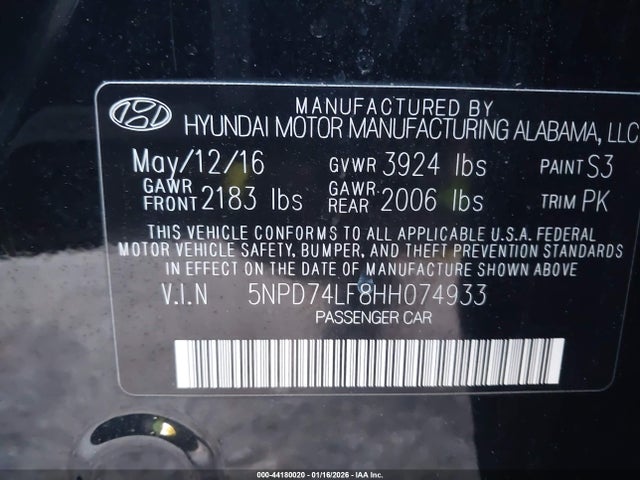 MANUFACTURED BY
HYUNDAI MOTOR MANUFACTURING ALABAMA, LLC
May/12/16 GVWR 3924 lbs PAINT S3
GAWR FRONT 2183 lbs GAWR REAR 2006 lbs TRIM PK
THIS VEHICLE CONFORMS TO ALL APPLICABLE U.S.A. FEDERAL
MOTOR VEHICLE SAFETY, BUMPER, AND THEFT PREVENTION STANDARDS
IN EFFECT ON THE DATE OF MANUFACTURE SHOWN ABOVE.
V.I.N 5NPD74LF8HH074933
PASSENGER CAR
000-44180020 - 01/16/2026 - IAA Inc.